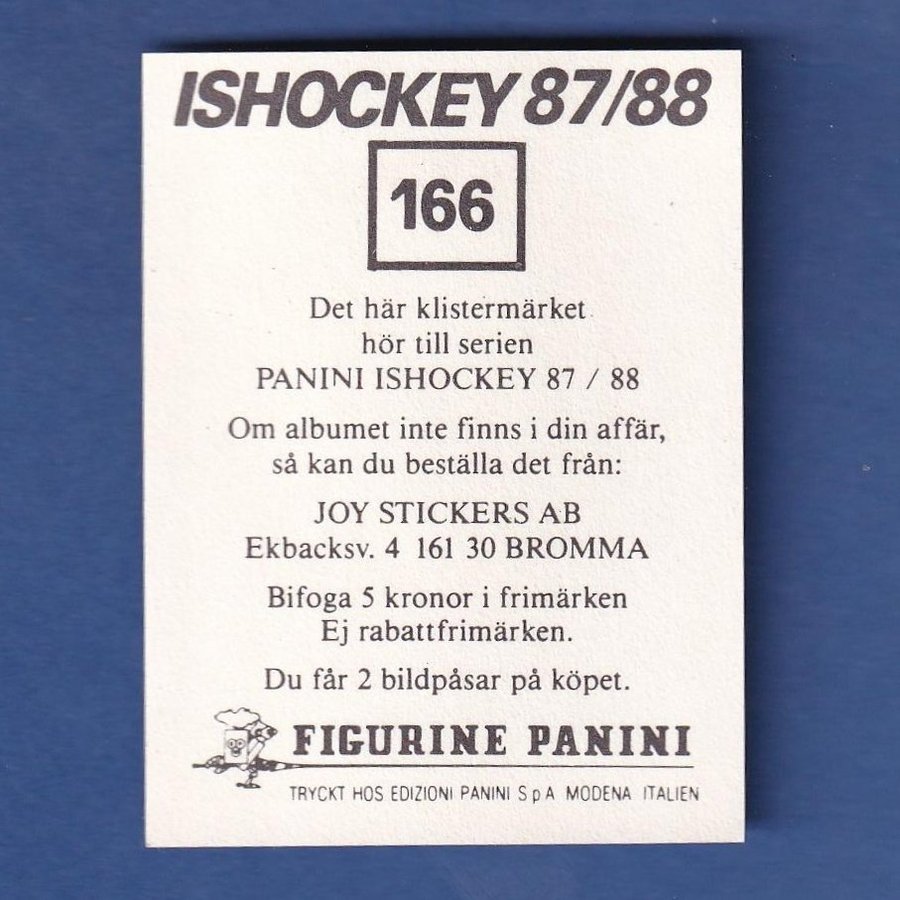 ISHOCKEY 87/88
166
Det här klistermärket
hör till serien
PANINI ISHOCKEY 87 / 88
Om albumet inte finns i din affär,
så kan du beställa det från:
JOY STICKERS AB
Ekbacksv. 4 161 30 BROMMA
Bifoga 5 kronor i frimärken
Ej rabattfrimärken.
Du får 2 bildpåsar på köpet.
FIGURINE PANINI
TRYCKT HOS EDIZIONI PANINI S p A MODENA ITALIEN